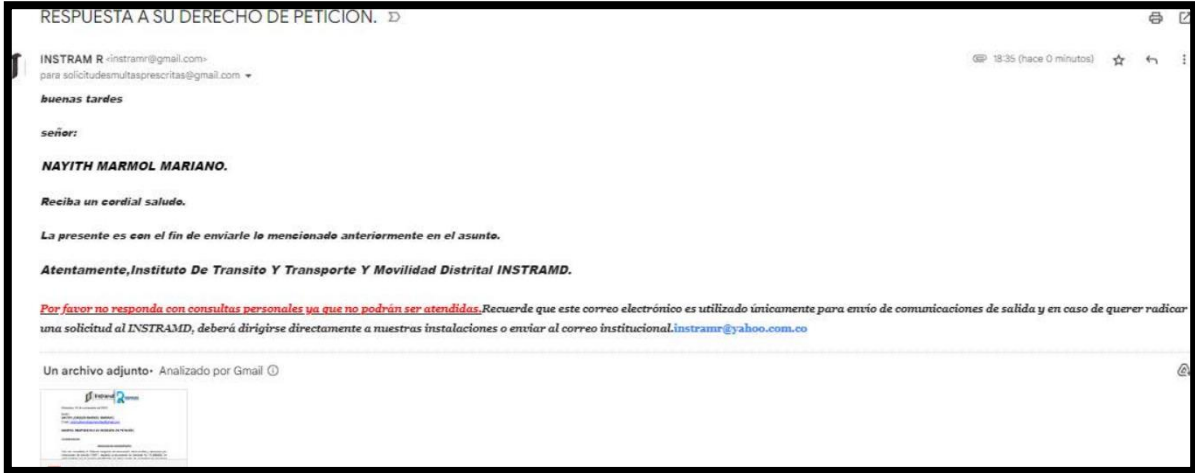 RESPUESTA A SU DERECHO DE PETICION.
INSTRAM R <instramr@gmail.com>
18:35 (hace 0 minutos)
para solicitudesmultasprescritas@gmail.com
buenas tardes
señor:
NAYITH MARMOL MARIANO.
Reciba un cordial saludo.
La presente es con el fin de enviarle lo mencionado anteriormente en el asunto.
Atentamente,Instituto De Transito Y Transporte Y Movilidad Distrital INSTRAMD.
Por favor no responda con consultas personales ya que no podrán ser atendidas.Recuerde que este correo electrónico es utilizado únicamente para envío de comunicaciones de salida y en caso de querer radicar
una solicitud al INSTRAMD, deberá dirigirse directamente a nuestras instalaciones o enviar al correo institucional.instramr@yahoo.com.co
Un archivo adjunto• Analizado por Gmail